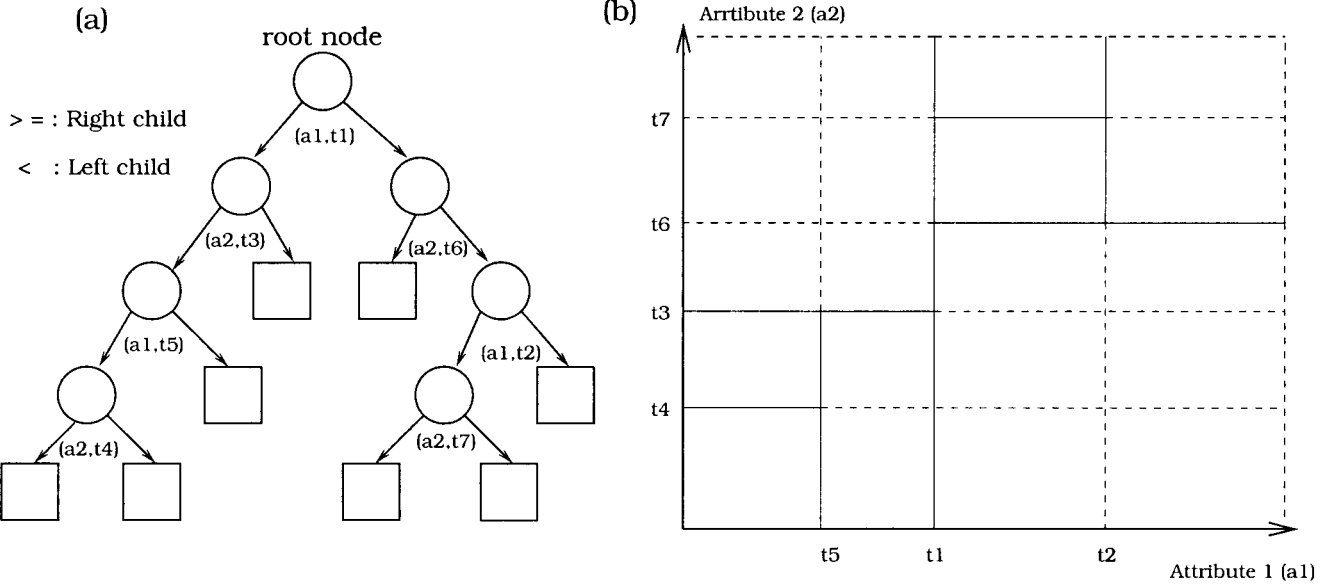 (a)
root node
> = : Right child
< : Left child
(a1,t1)
(a2,t3)
(a2,t6)
(a1,t5)
(a1,t2)
(a2,t4)
(a2,t7)
(b)
Arrtibute 2 (a2)
t7
t6
t3
t4
t5 t1 t2
Attribute 1 (a1)